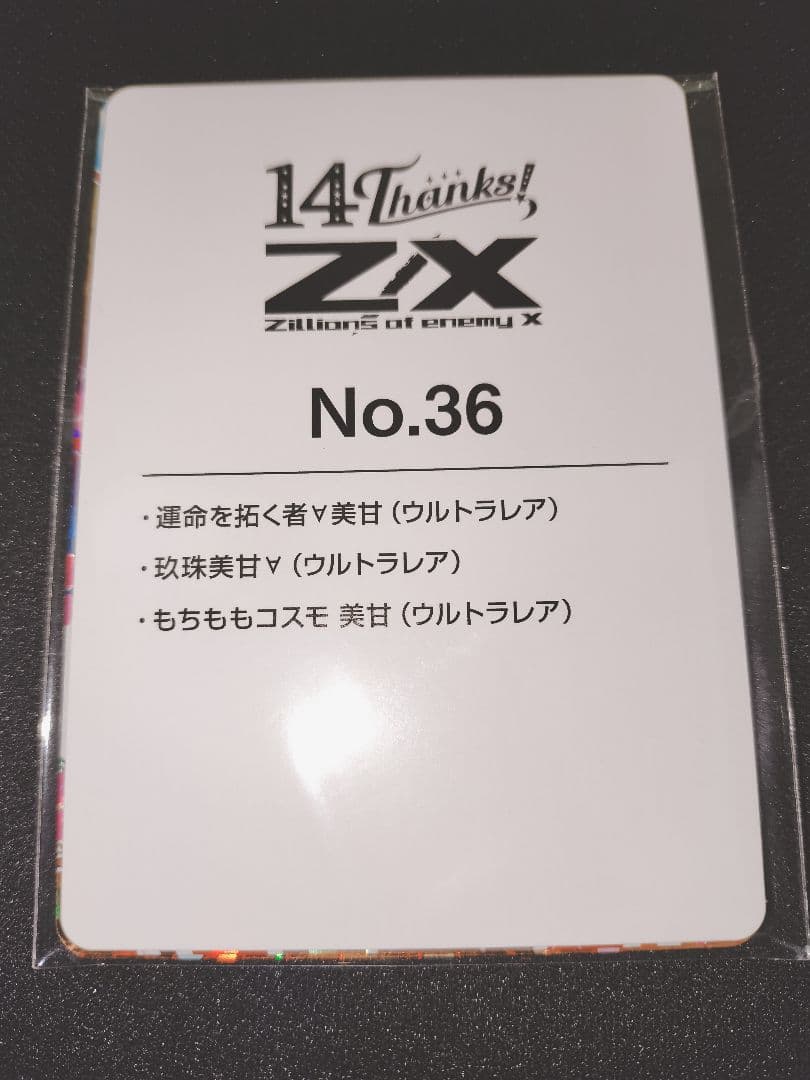 14 Thanks!
Z/X
Zillions of enemy X
No.36
・運命を拓く者∀美甘（ウルトラレア）
・玖珠美甘∀（ウルトラレア）
・もちももコスモ 美甘（ウルトラレア）